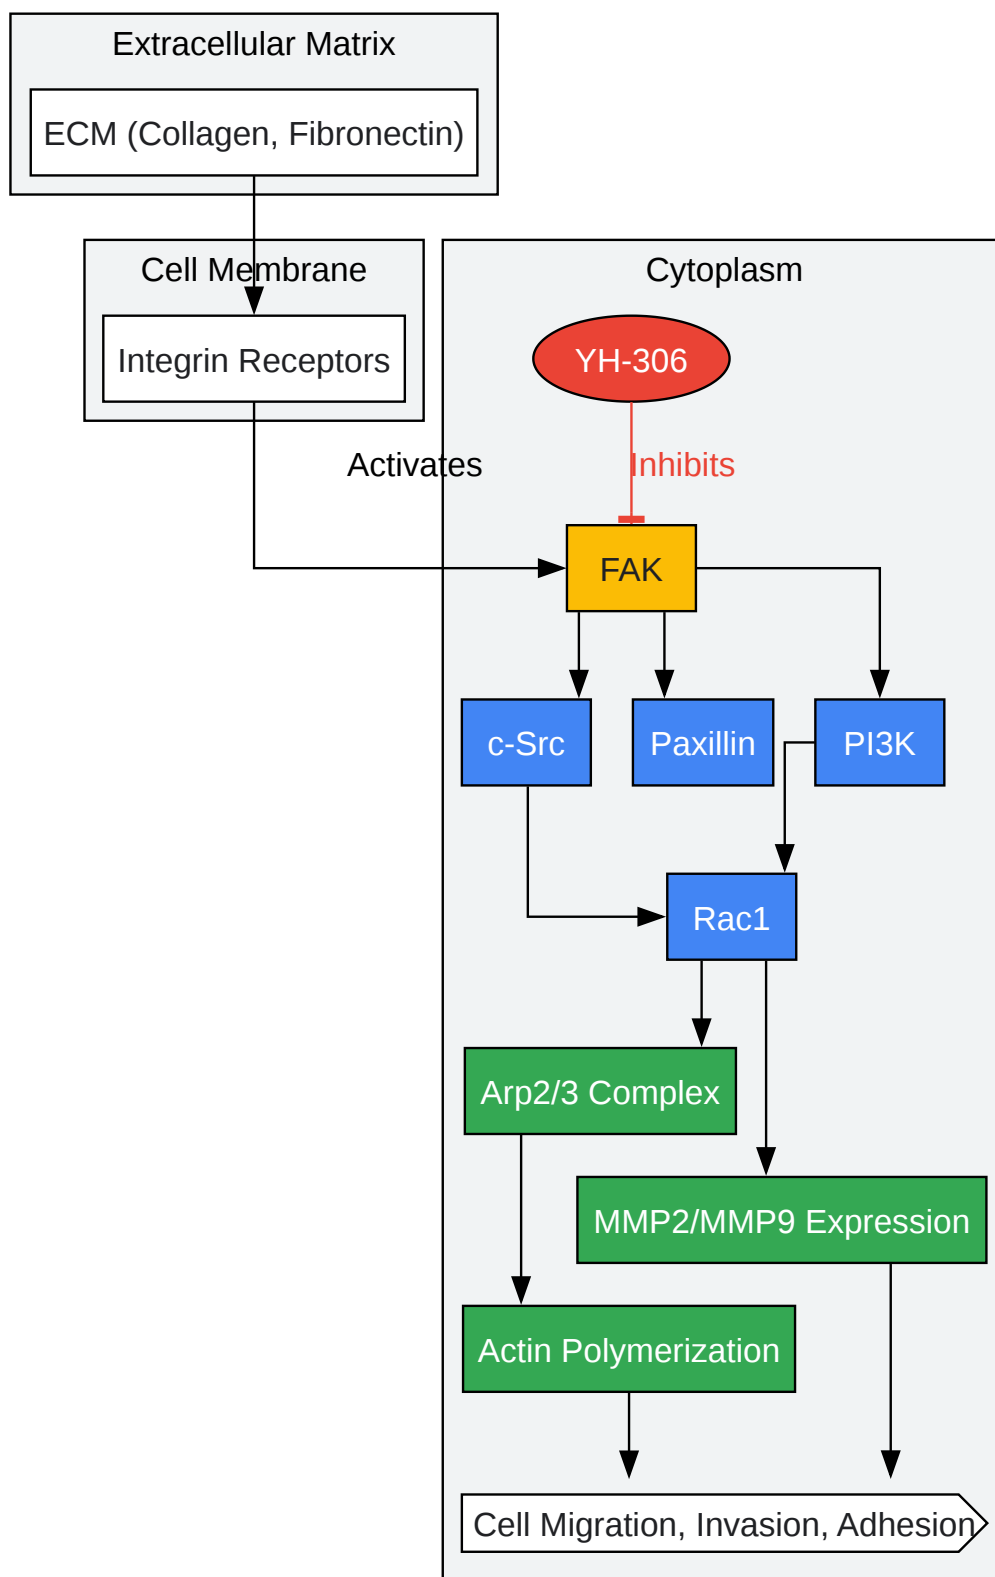 Extracellular Matrix
ECM (Collagen, Fibronectin)
Cell Membrane
Integrin Receptors
Cytoplasm
YH-306
Activates
Inhibits
FAK
c-Src
Paxillin
PI3K
Rac1
Arp2/3 Complex
MMP2/MMP9 Expression
Actin Polymerization
Cell Migration, Invasion, Adhesion